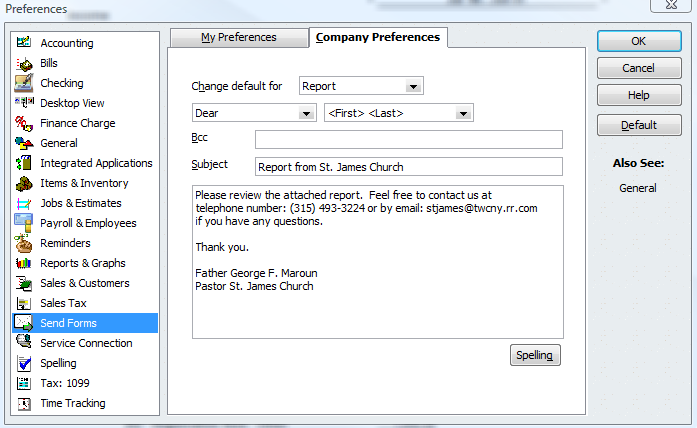 Preferences
Accounting
Bills
Checking
Desktop View
Finance Charge
General
Integrated Applications
Items & Inventory
Jobs & Estimates
Payroll & Employees
Reminders
Reports & Graphs
Sales & Customers
Sales Tax
Send Forms
Service Connection
Spelling
Tax: 1099
Time Tracking
My Preferences
Company Preferences
Change default for Report
Dear <First> <Last>
Bcc
Subject Report from St. James Church
Please review the attached report. Feel free to contact us at
telephone number: (315) 493-3224 or by email: stjames@twcny.rr.com
if you have any questions.
Thank you.
Father George F. Maroun
Pastor St. James Church
Spelling
OK
Cancel
Help
Default
Also See:
General